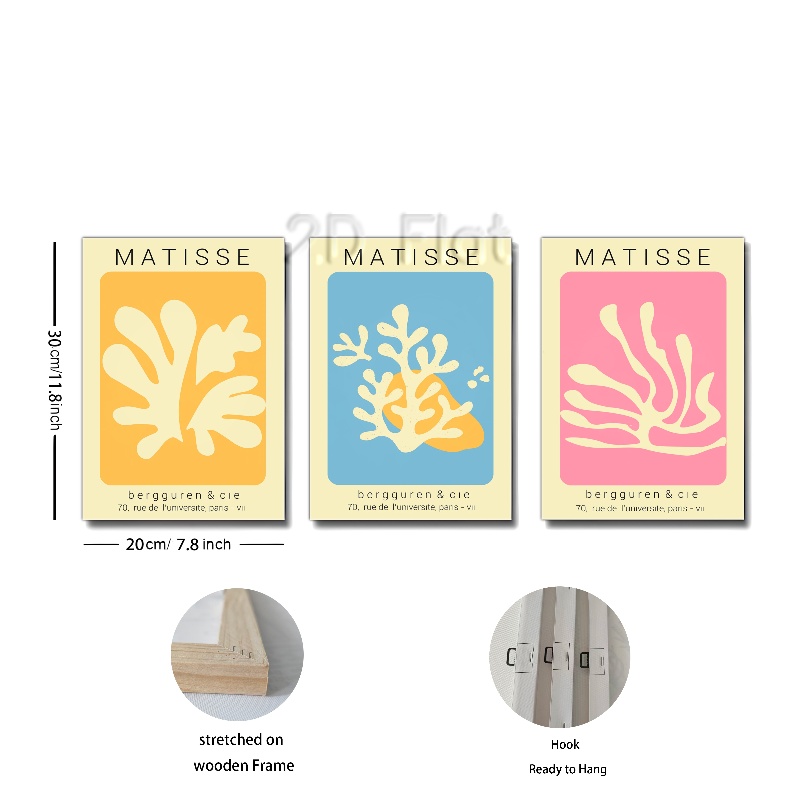 2D Flat
MATISSE
MATISSE
MATISSE
bergguren & cie
70, rue de l'universite, paris - vii
bergguren & cie
70, rue de l'universite, paris - vii
bergguren & cie
70, rue de l'universite, paris - vii
30cm/11.8inch
20cm/ 7.8 inch
stretched on
wooden Frame
Hook
Ready to Hang